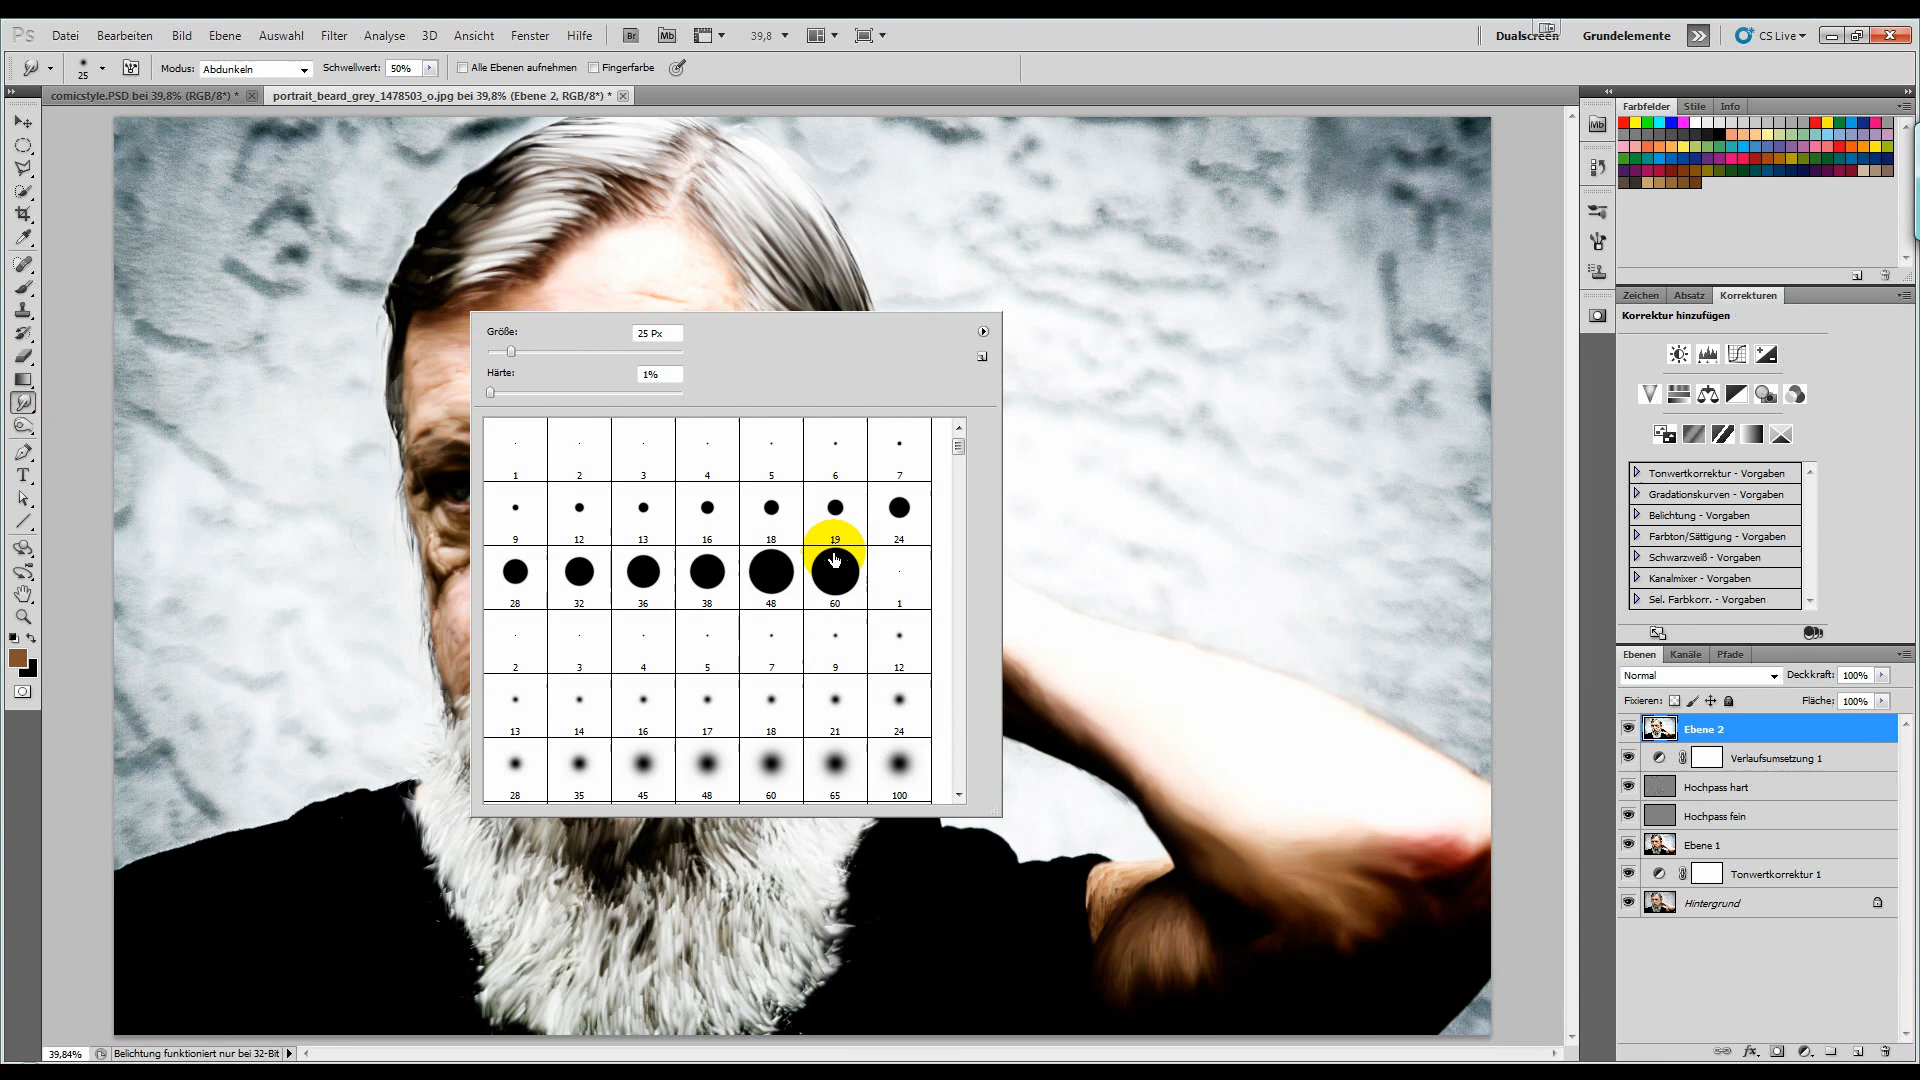 Ps Datei Bearbeiten Bild Ebene Auswahl Filter Analyse 3D Ansicht Fenster Hilfe Br Mb 39,8 Dualscreen Grundelemente CS Live
25 Modus: Abdunkeln Schwellwert: 50% Alle Ebenen aufnehmen Fingerfarbe
comicstyle.PSD bei 39,8% (RGB/8*) * portrait_beard_grey_1478503_o.jpg bei 39,8% (Ebene 2, RGB/8*) *
Farbfelder Stile Info
Mb
Zeichen Absatz Korrekturen
Korrektur hinzufügen
Größe: 25 Px
Härte: 1%
1 2 3 4 5 6 7
9 12 13 16 18 19 24
28 32 36 38 48 60 1
2 3 4 5 7 9 12
13 14 16 17 18 21 24
28 35 45 48 60 65 100
Tonwertkorrektur - Vorgaben
Gradationskurven - Vorgaben
Belichtung - Vorgaben
Farbton/Sättigung - Vorgaben
Schwarzweiß - Vorgaben
Kanalmixer - Vorgaben
Sel. Farbkorr. - Vorgaben
Ebenen Kanäle Pfade
Normal Deckkraft: 100%
Fixieren: Fläche: 100%
Ebene 2
Verlaufsumsetzung 1
Hochpass hart
Hochpass fein
Ebene 1
Tonwertkorrektur 1
Hintergrund
39,84% Belichtung funktioniert nur bei 32-Bit
fx